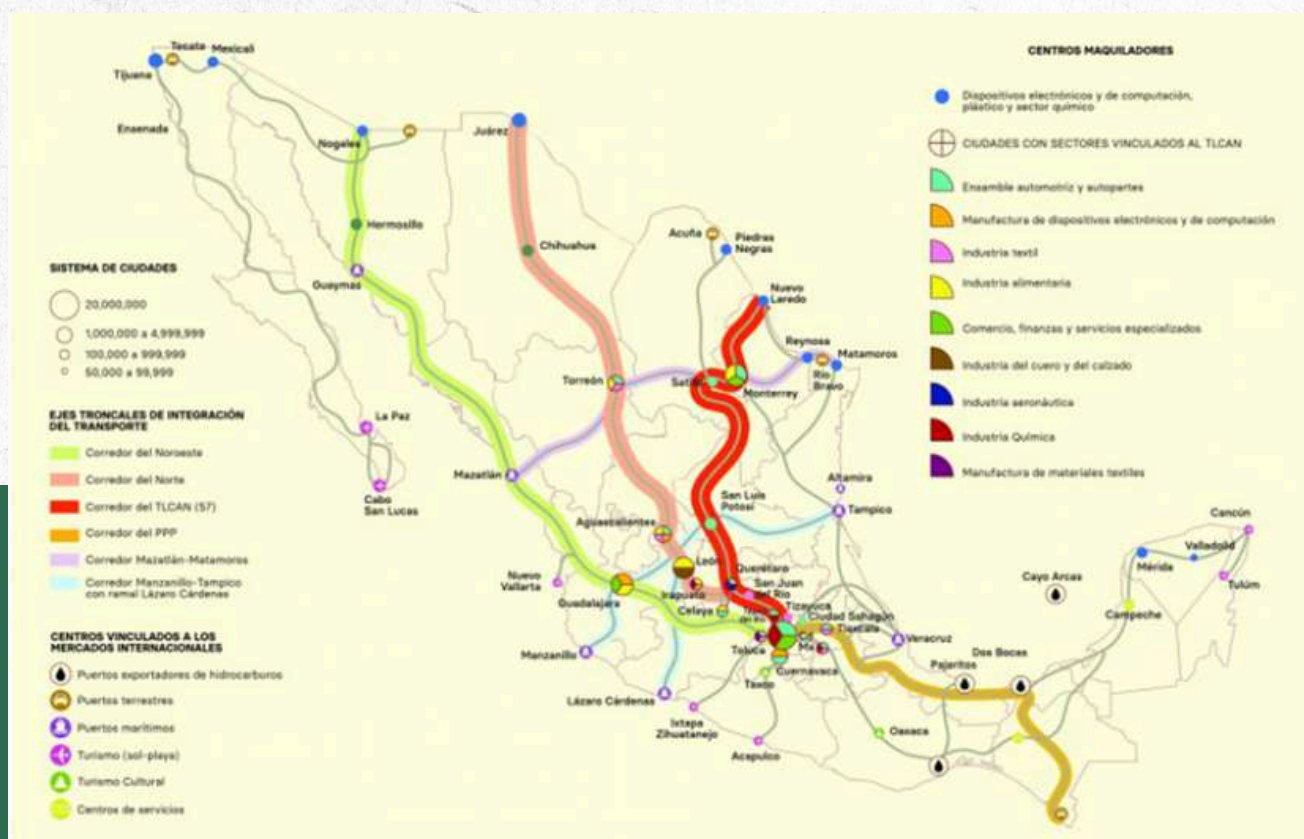 CENTROS MAQUILADORES
Dispositivos electrónicos y de computación,
plástico y sector químico
CIUDADES CON SECTORES VINCULADOS AL TLCAN
Ensamble automotriz y autopartes
Manufactura de dispositivos electrónicos y de computación
Industria textil
Industria alimentaria
Comercio, finanzas y servicios especializados
Industria del cuero y del calzado
Industria aeronáutica
Industria Química
Manufactura de materiales textiles
SISTEMA DE CIUDADES
20,000,000
1,000,000 a 4,999,999
100,000 a 999,999
50,000 a 99,999
EJES TRONCALES DE INTEGRACIÓN
DEL TRANSPORTE
Corredor del Noroeste
Corredor del Norte
Corredor del TLCAN (57)
Corredor del PPP
Corredor Mazatlán-Matamoros
Corredor Manzanillo-Tampico
con ramal Lázaro Cárdenas
CENTROS VINCULADOS A LOS
MERCADOS INTERNACIONALES
Puertos exportadores de hidrocarburos
Puertos terrestres
Puertos marítimos
Turismo (sol-playa)
Turismo Cultural
Centros de servicios
Tecate
Mexicali
Tijuana
Ensenada
Nogales
Juárez
Hermosillo
Chihuahua
Guaymas
Acuña
Piedras
Negras
Nuevo
Laredo
Reynosa
Matamoros
Río
Bravo
Torreón
Monterrey
La Paz
Cabo
San Lucas
Mazatlán
Altamira
Tampico
San Luis
Potosí
Aguascalientes
León
Querétaro
San Juan
del Río
Nuevo
Vallarta
Guadalajara
Irapuato
Celaya
Tizayuca
Ciudad Sahagún
Tlaxcala
Toluca
Cuernavaca
Taxco
Manzanillo
Lázaro Cárdenas
Ixtapa
Zihuatanejo
Acapulco
Oaxaca
Veracruz
Pajaritos
Dos Bocas
Cayo Arcas
Campeche
Mérida
Valladolid
Cancún
Tulúm